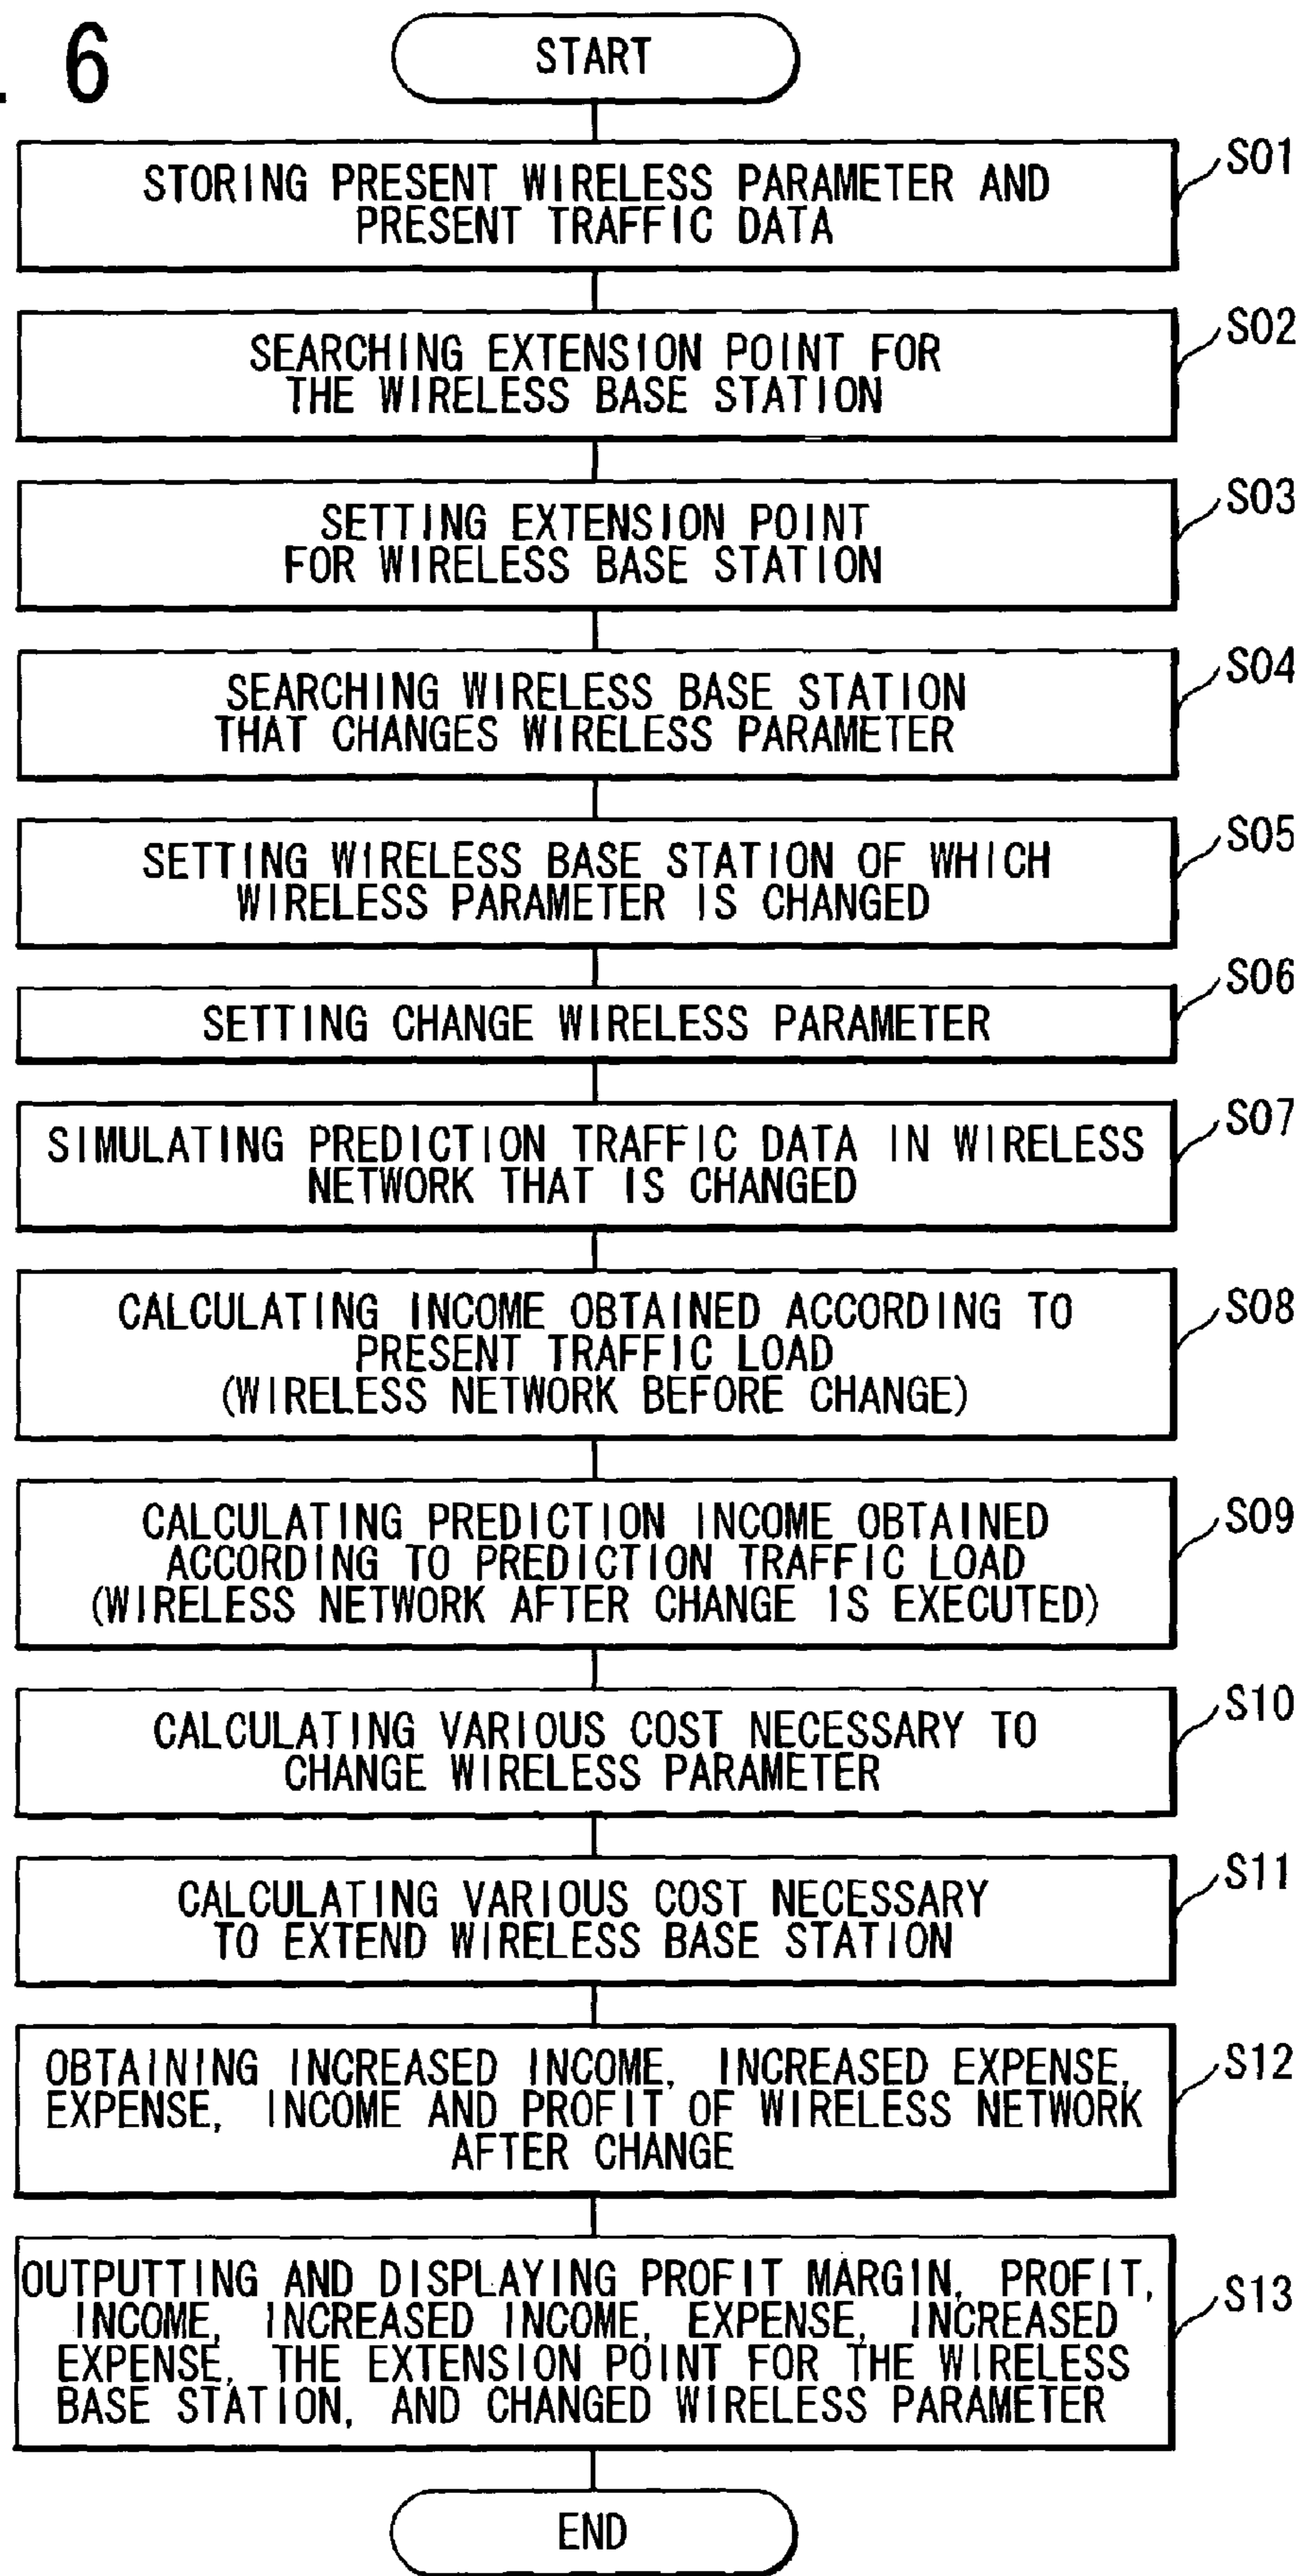 . 6
START
STORING PRESENT WIRELESS PARAMETER AND
PRESENT TRAFFIC DATA
S01
SEARCHING EXTENSION POINT FOR
THE WIRELESS BASE STATION
S02
SETTING EXTENSION POINT
FOR WIRELESS BASE STATION
S03
SEARCHING WIRELESS BASE STATION
THAT CHANGES WIRELESS PARAMETER
S04
SETTING WIRELESS BASE STATION OF WHICH
WIRELESS PARAMETER IS CHANGED
S05
SETTING CHANGE WIRELESS PARAMETER
S06
SIMULATING PREDICTION TRAFFIC DATA IN WIRELESS
NETWORK THAT IS CHANGED
S07
CALCULATING INCOME OBTAINED ACCORDING TO
PRESENT TRAFFIC LOAD
(WIRELESS NETWORK BEFORE CHANGE)
S08
CALCULATING PREDICTION INCOME OBTAINED
ACCORDING TO PREDICTION TRAFFIC LOAD
(WIRELESS NETWORK AFTER CHANGE IS EXECUTED)
S09
CALCULATING VARIOUS COST NECESSARY TO
CHANGE WIRELESS PARAMETER
S10
CALCULATING VARIOUS COST NECESSARY
TO EXTEND WIRELESS BASE STATION
S11
OBTAINING INCREASED INCOME, INCREASED EXPENSE,
EXPENSE, INCOME AND PROFIT OF WIRELESS NETWORK
AFTER CHANGE
S12
OUTPUTTING AND DISPLAYING PROFIT MARGIN, PROFIT,
INCOME, INCREASED INCOME, EXPENSE, INCREASED
EXPENSE, THE EXTENSION POINT FOR THE WIRELESS
BASE STATION, AND CHANGED WIRELESS PARAMETER
S13
END